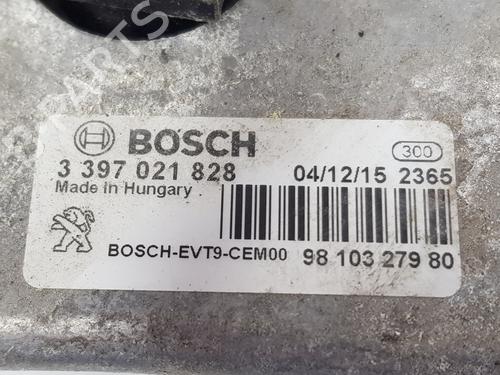 BOSCH
300
3 397 021 828
04/12/15 2365
Made in Hungary
BOSCH-EVT9-CEM00
98 103 279 80